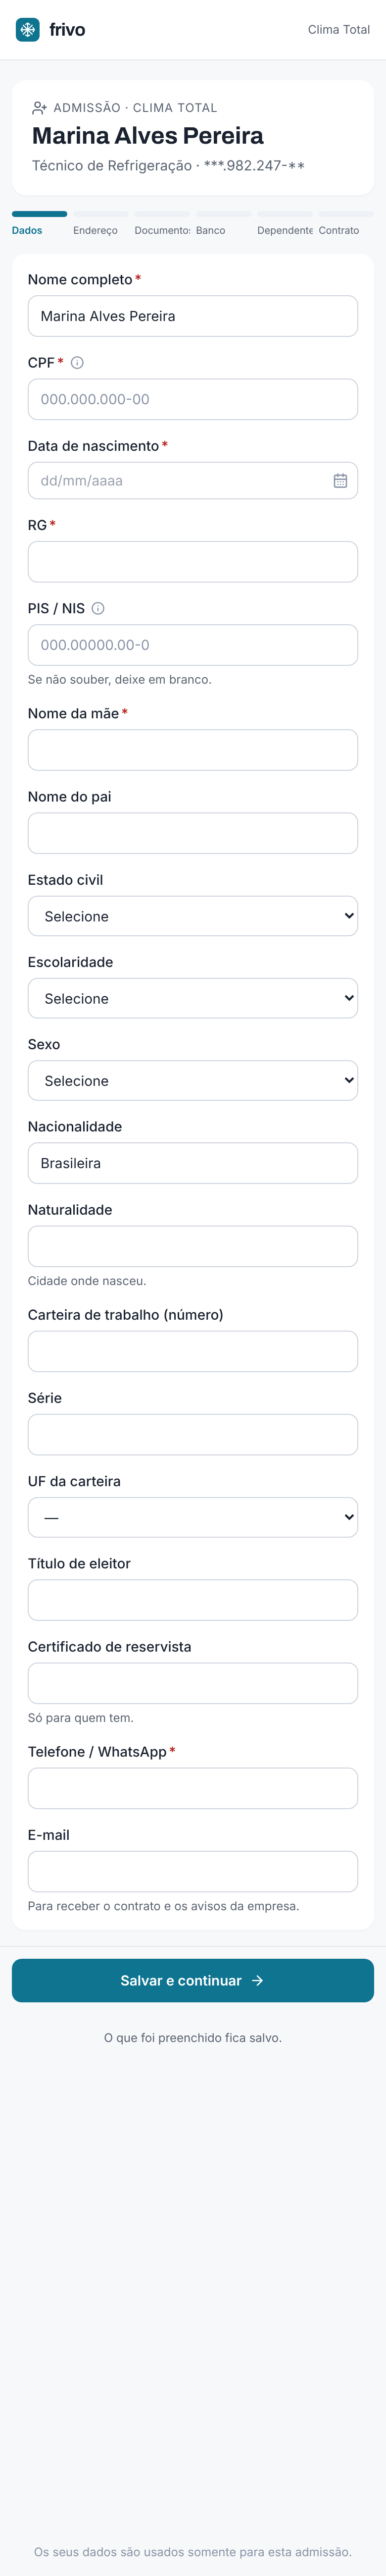 frivo
Clima Total
ADMISSÃO · CLIMA TOTAL
Marina Alves Pereira
Técnico de Refrigeração · ***.982.247-**
Dados Endereço Documentos Banco Dependente Contrato
Nome completo*
Marina Alves Pereira
CPF*
000.000.000-00
Data de nascimento*
dd/mm/aaaa
RG*
PIS / NIS
000.00000.00-0
Se não souber, deixe em branco.
Nome da mãe*
Nome do pai
Estado civil
Selecione
Escolaridade
Selecione
Sexo
Selecione
Nacionalidade
Brasileira
Naturalidade
Cidade onde nasceu.
Carteira de trabalho (número)
Série
UF da carteira
—
Título de eleitor
Certificado de reservista
Só para quem tem.
Telefone / WhatsApp*
E-mail
Para receber o contrato e os avisos da empresa.
Salvar e continuar
O que foi preenchido fica salvo.
Os seus dados são usados somente para esta admissão.